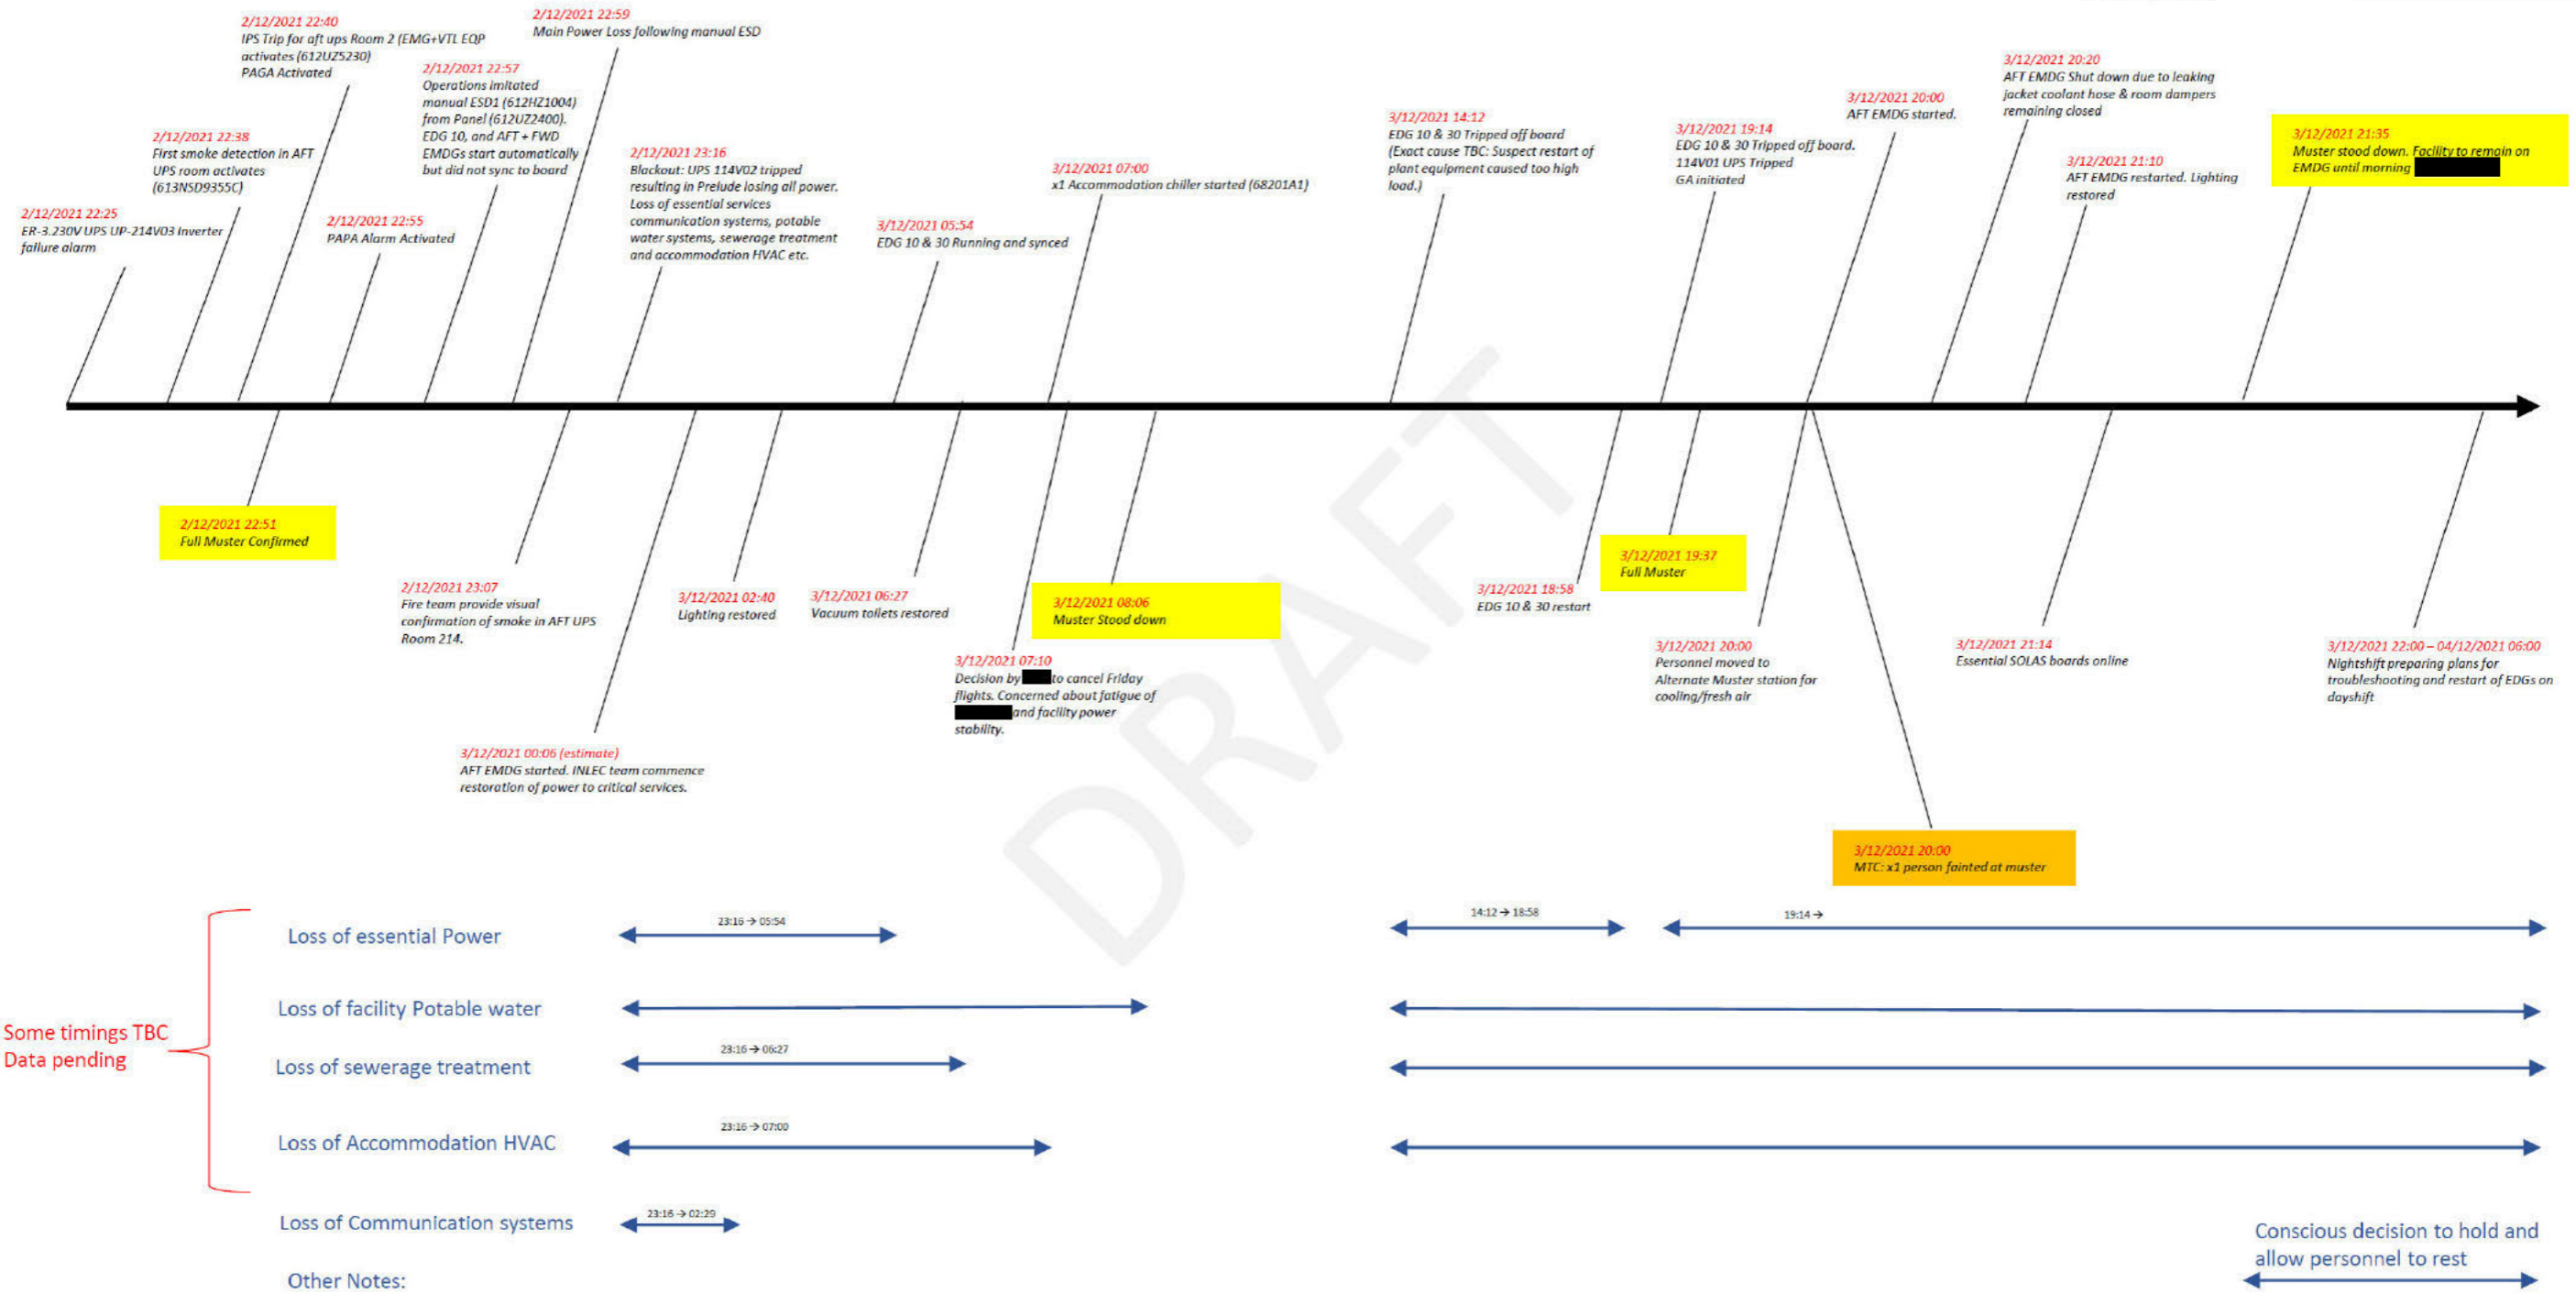 2/12/2021 22:25
ER-3.230V UPS UP-214V03 Inverter
failure alarm
2/12/2021 22:38
First smoke detection in AFT
UPS room activates
(613NSD9355C)
2/12/2021 22:40
IPS Trip for aft ups Room 2 (EMG+VTL EQP
activates (612UZ5230)
PAGA Activated
2/12/2021 22:55
PAPA Alarm Activated
2/12/2021 22:57
Operations imitated
manual ESD1 (612HZ1004)
from Panel (612UZ2400).
EDG 10, and AFT + FWD
EMDGs start automatically
but did not sync to board
2/12/2021 22:59
Main Power Loss following manual ESD
2/12/2021 23:16
Blackout: UPS 114V02 tripped
resulting in Prelude losing all power.
Loss of essential services
communication systems, potable
water systems, sewerage treatment
and accommodation HVAC etc.
3/12/2021 05:54
EDG 10 & 30 Running and synced
3/12/2021 07:00
x1 Accommodation chiller started (68201A1)
3/12/2021 14:12
EDG 10 & 30 Tripped off board
(Exact cause TBC: Suspect restart of
plant equipment caused too high
load.)
3/12/2021 19:14
EDG 10 & 30 Tripped off board.
114V01 UPS Tripped
GA initiated
3/12/2021 20:00
AFT EMDG started.
3/12/2021 20:20
AFT EMDG Shut down due to leaking
jacket coolant hose & room dampers
remaining closed
3/12/2021 21:10
AFT EMDG restarted. Lighting
restored
3/12/2021 21:35
Muster stood down. Facility to remain on
EMDG until morning
2/12/2021 22:51
Full Muster Confirmed
2/12/2021 23:07
Fire team provide visual
confirmation of smoke in AFT UPS
Room 214.
3/12/2021 00:06 (estimate)
AFT EMDG started. INLEC team commence
restoration of power to critical services.
3/12/2021 02:40
Lighting restored
3/12/2021 06:27
Vacuum toilets restored
3/12/2021 07:10
Decision by to cancel Friday
flights. Concerned about fatigue of
and facility power
stability.
3/12/2021 08:06
Muster Stood down
3/12/2021 18:58
EDG 10 & 30 restart
3/12/2021 19:37
Full Muster
3/12/2021 20:00
Personnel moved to
Alternate Muster station for
cooling/fresh air
3/12/2021 20:00
MTC: x1 person fainted at muster
3/12/2021 21:14
Essential SOLAS boards online
3/12/2021 22:00 – 04/12/2021 06:00
Nightshift preparing plans for
troubleshooting and restart of EDGs on
dayshift
DRAFT
Some timings TBC
Data pending
Loss of essential Power
23:16 → 05:54
14:12 → 18:58
19:14 →
Loss of facility Potable water
Loss of sewerage treatment
23:16 → 06:27
Loss of Accommodation HVAC
23:16 → 07:00
Loss of Communication systems
23:16 → 02:29
Other Notes:
Conscious decision to hold and
allow personnel to rest